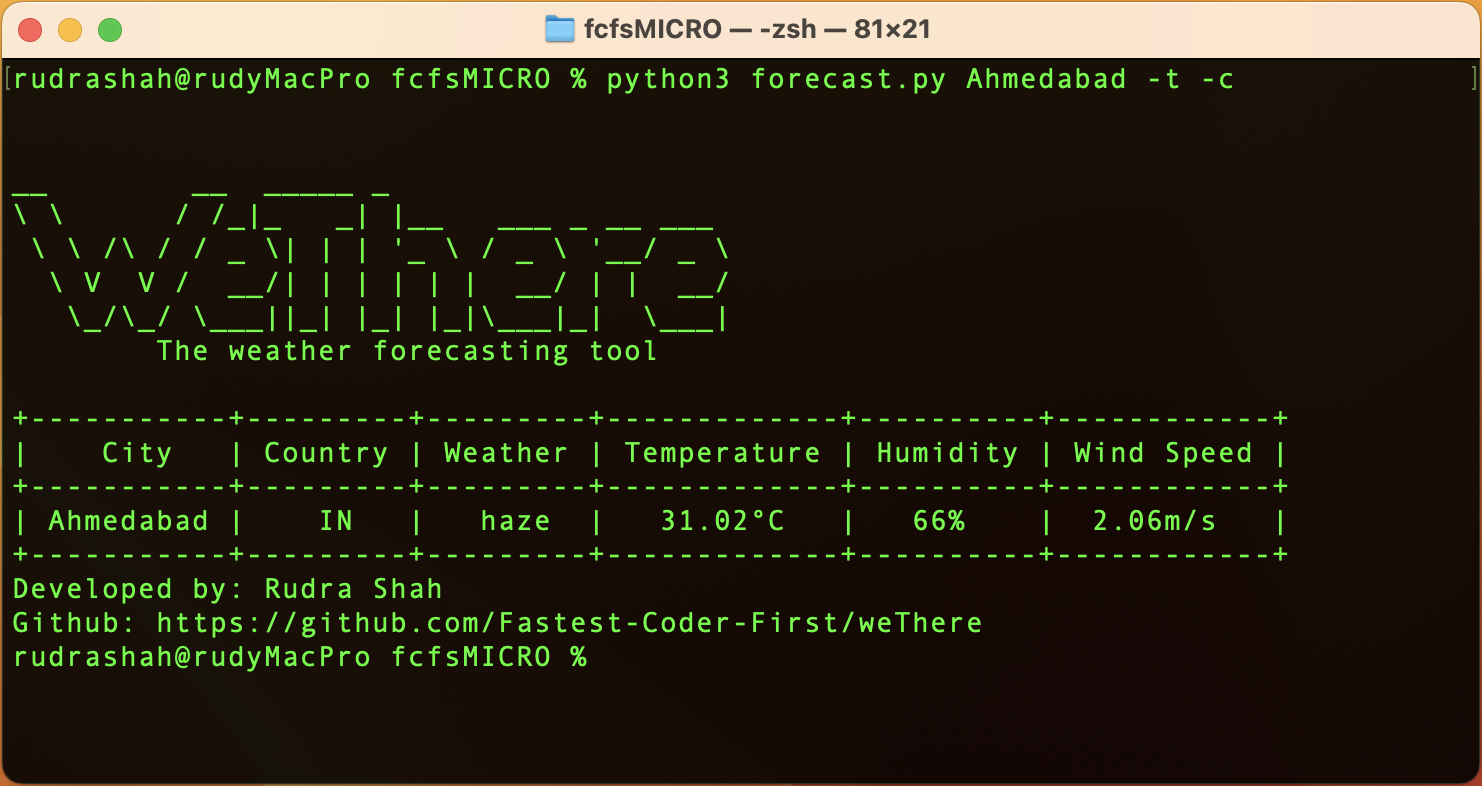 fcfsMICRO — -zsh — 81×21
[rudrashah@rudyMacPro fcfsMICRO % python3 forecast.py Ahmedabad -t -c ]
__        __  _____ _
\ \      / /_|_   _| |__   ___ _ __ ___
 \ \ /\ / / _ \| | | '_ \ / _ \ '__/ _ \
  \ V  V /  __/| | | | | |  __/ | |  __/
   \_/\_/ \___||_| |_| |_|\___|_|  \___|
        The weather forecasting tool
+-----------+---------+---------+-------------+----------+------------+
|    City   | Country | Weather | Temperature | Humidity | Wind Speed |
+-----------+---------+---------+-------------+----------+------------+
| Ahmedabad |    IN   |   haze  |   31.02°C   |   66%    |  2.06m/s   |
+-----------+---------+---------+-------------+----------+------------+
Developed by: Rudra Shah
Github: https://github.com/Fastest-Coder-First/weThere
rudrashah@rudyMacPro fcfsMICRO %